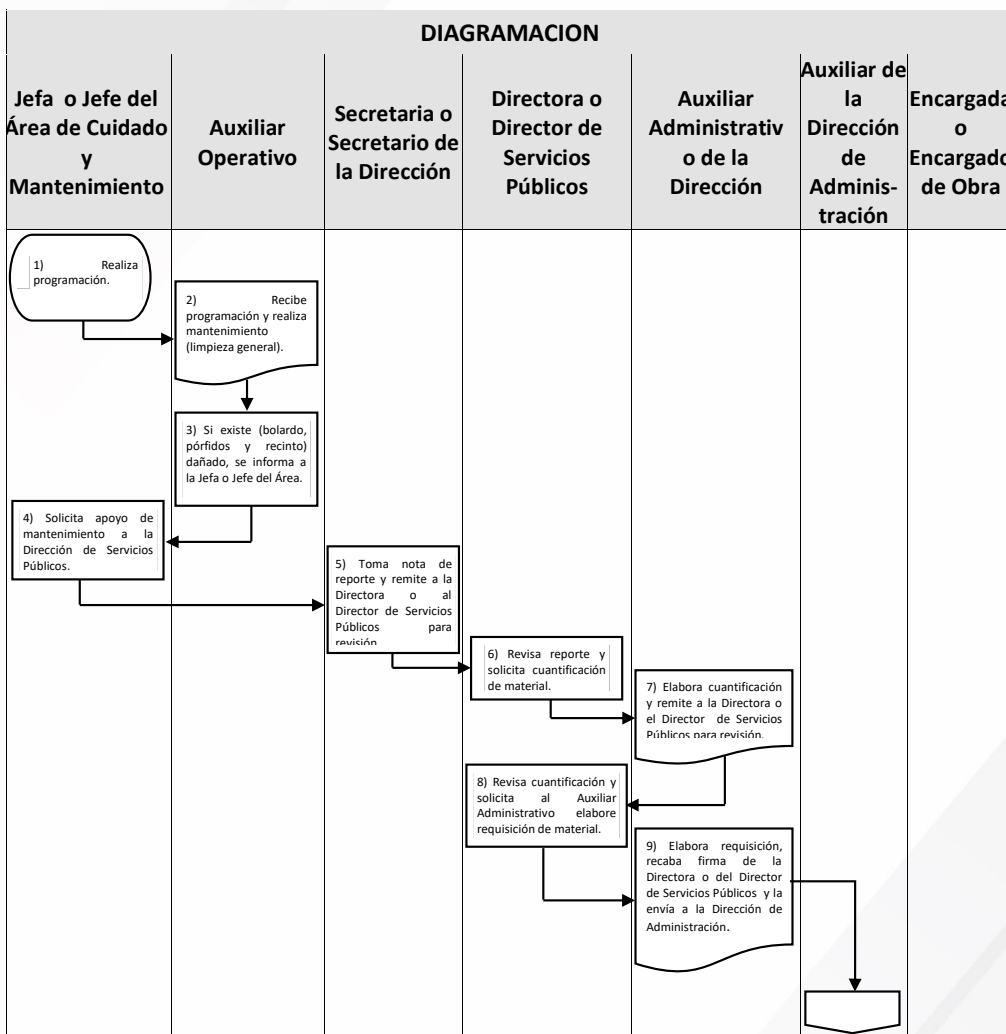 DIAGRAMACION
Jefa o Jefe del
Área de Cuidado
y
Mantenimiento
Auxiliar
Operativo
Secretaria o
Secretario de
la Dirección
Directora o
Director de
Servicios
Públicos
Auxiliar
Administrativ
o de la
Dirección
Auxiliar de
la
Dirección
de
Adminis-
tración
Encargada
o
Encargado
de Obra
1) Realiza
programación.
2) Recibe
programación y realiza
mantenimiento
(limpieza general).
3) Si existe (bolardo,
pórfidos y recinto)
dañado, se informa a
la Jefa o Jefe del Área.
4) Solicita apoyo de
mantenimiento a la
Dirección de Servicios
Públicos.
5) Toma nota de
reporte y remite a la
Directora o al
Director de Servicios
Públicos para
revisión
6) Revisa reporte y
solicita cuantificación
de material.
7) Elabora cuantificación
y remite a la Directora o
el Director de Servicios
Públicos para revisión.
8) Revisa cuantificación y
solicita al Auxiliar
Administrativo elabore
requisición de material.
9) Elabora requisición,
recaba firma de la
Directora o del Director
de Servicios Públicos y la
envía a la Dirección de
Administración.